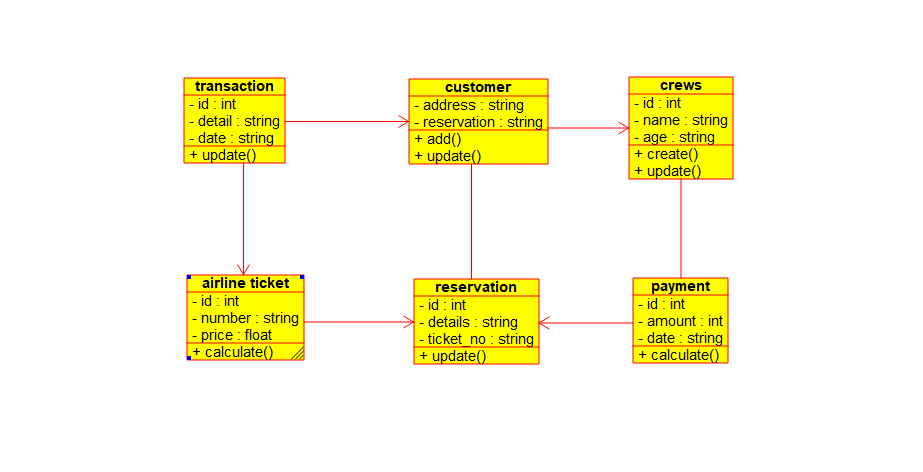 transaction
- id : int
- detail : string
- date : string
+ update()
customer
- address : string
- reservation : string
+ add()
+ update()
crews
- id : int
- name : string
- age : string
+ create()
+ update()
airline ticket
- id : int
- number : string
- price : float
+ calculate()
reservation
- id : int
- details : string
- ticket_no : string
+ update()
payment
- id : int
- amount : int
- date : string
+ calculate()